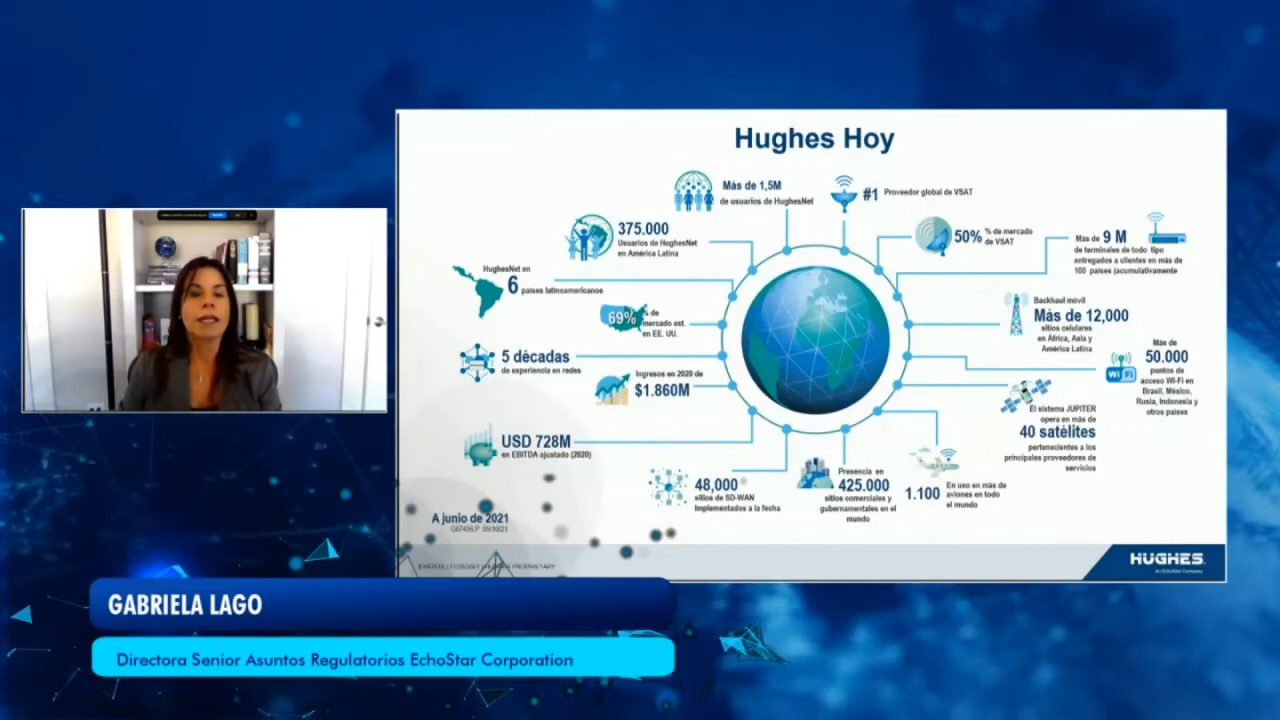 Hughes Hoy
Más de 1,5M
de usuarios de HughesNet
#1 Proveedor global de VSAT
375.000
Usuarios de HughesNet
en América Latina
50% % de mercado
de VSAT
Más de 9 M
de terminales de todo tipo
entregados a clientes en más de
100 países (acumulativamente
HughesNet en
6 países latinoamericanos
69% % de
mercado est.
en EE. UU.
Backhaul movil
Más de 12,000
sitios celulares
en África, Asia y
América Latina
5 décadas
de experiencia en redes
Ingresos en 2020 de
$1.860M
Más de
50.000
puntos de
acceso Wi-Fi en
Brasil, México,
Rusia, Indonesia y
otros países
Wi Fi
El sistema JUPITER
opera en más de
40 satélites
pertenecientes a los
principales proveedores de
servicios
USD 728M
en EBITDA ajustado (2020)
48,000
sitios de SD-WAN
Implementados a la fecha
Presencia en
425.000
sitios comerciales y
gubernamentales en el
mundo
1.100 En uso en más de
aviones en todo
el mundo
A junio de 2021
HUGHES.
An EchoStar Company
GABRIELA LAGO
Directora Senior Asuntos Regulatorios EchoStar Corporation